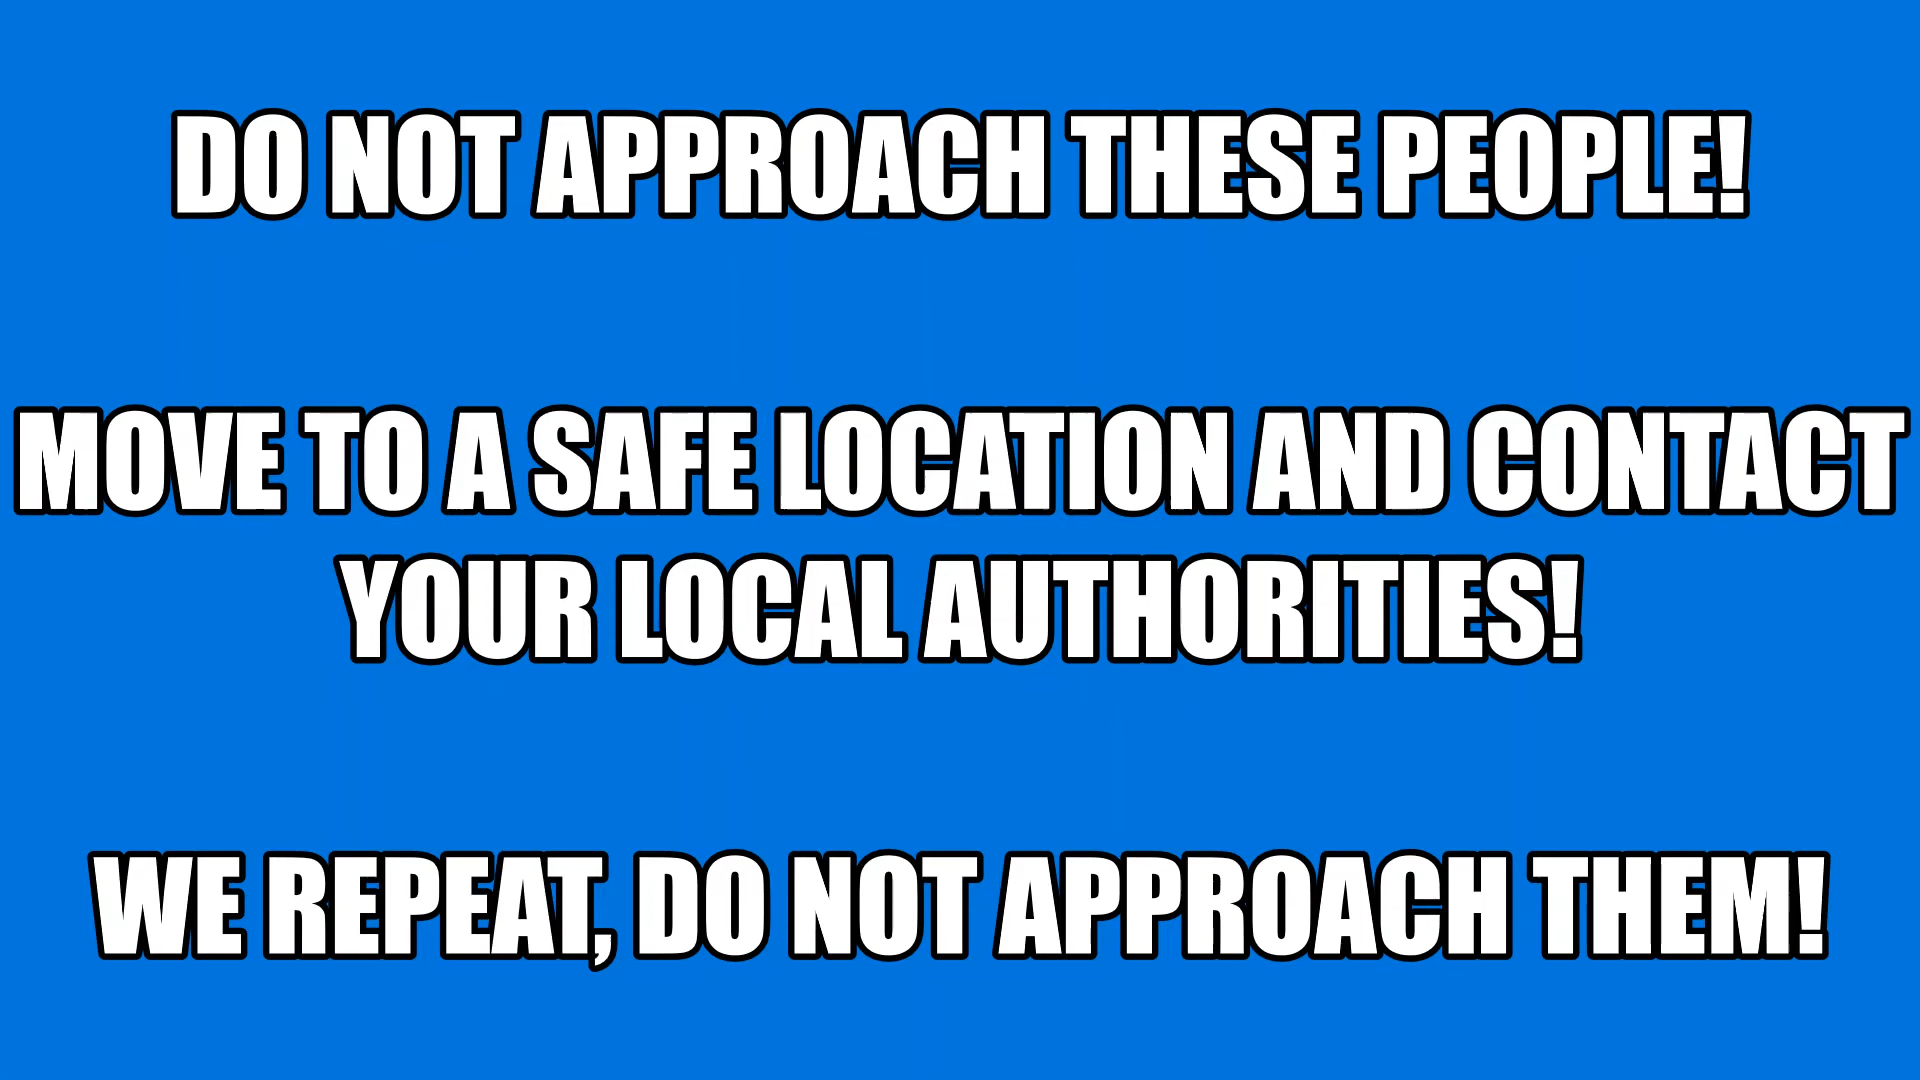 DO NOT APPROACH THESE PEOPLE!
MOVE TO A SAFE LOCATION AND CONTACT
YOUR LOCAL AUTHORITIES!
WE REPEAT, DO NOT APPROACH THEM!